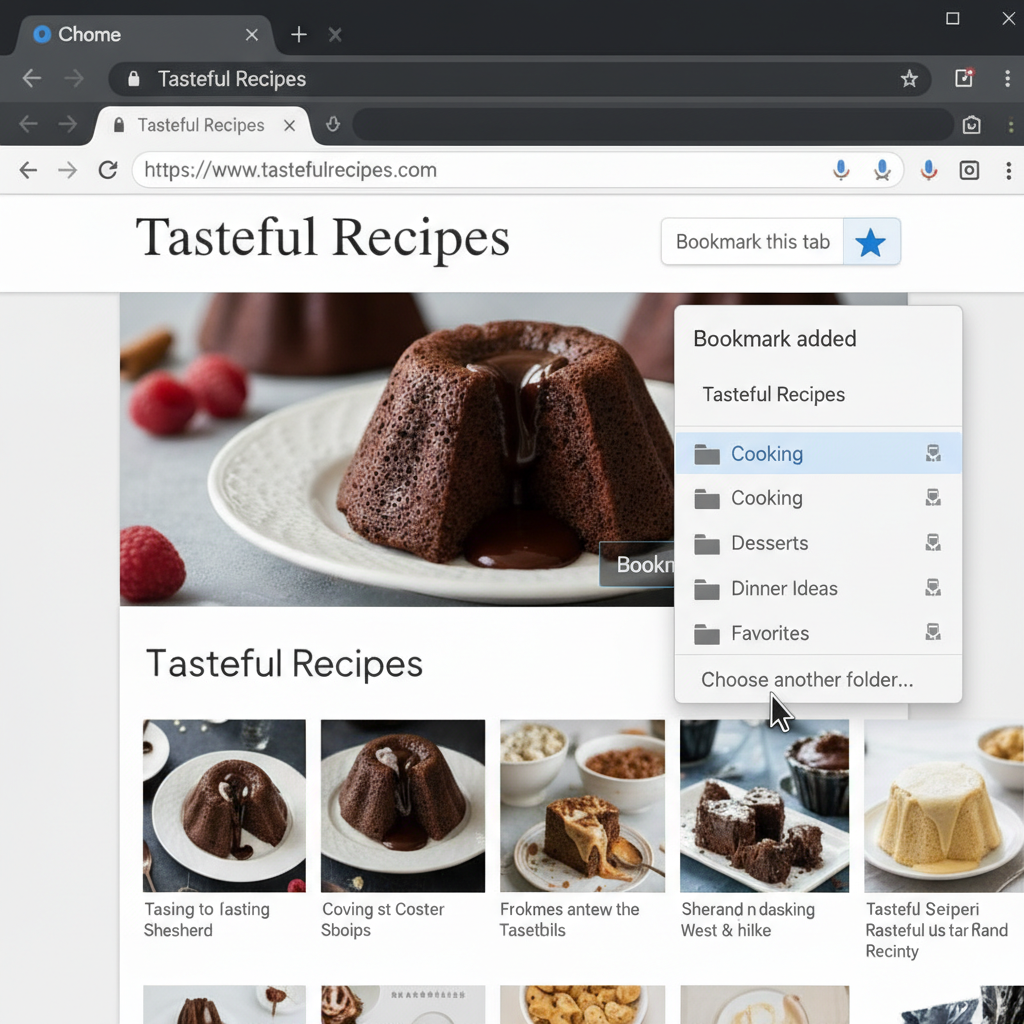 Chome
Tasteful Recipes
Tasteful Recipes
https://www.tastefulrecipes.com
Tasteful Recipes
Bookmark this tab
Bookmark added
Tasteful Recipes
Cooking
Cooking
Desserts
Dinner Ideas
Favorites
Choose another folder...
Bookn
Tasteful Recipes
Tasing to
Shesherd
Coving st Coster
Sboips
Frokmes antew the
Tasetbils
Sherand n dasking
West & hilke
Tasteful Seiperi
Rasteful us tar Rand
Recinty